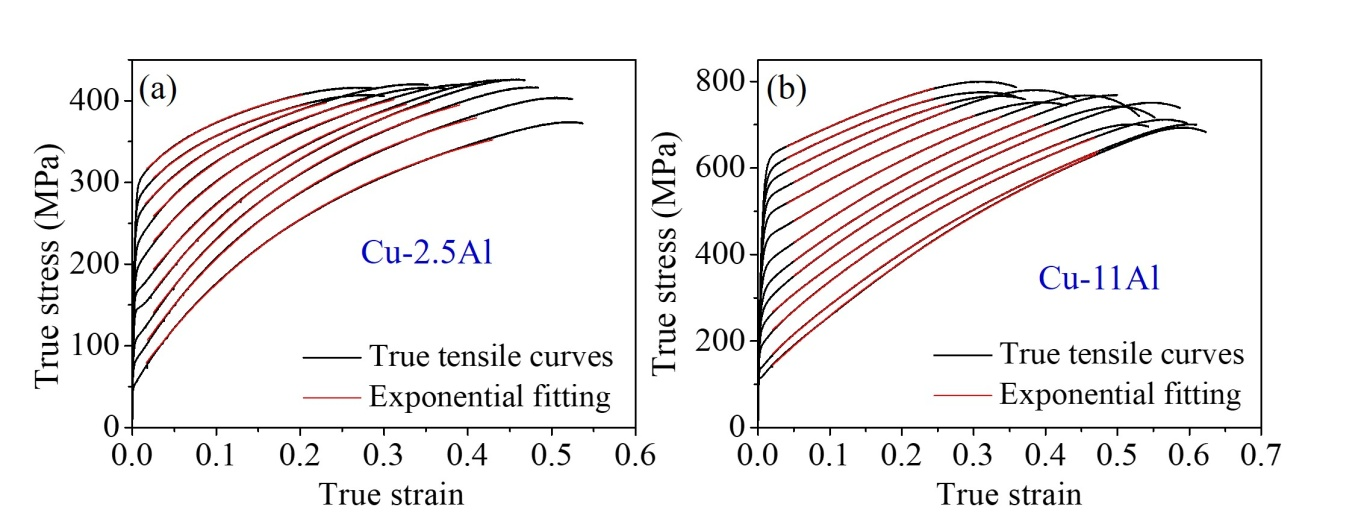 (a)
Cu-2.5Al
True tensile curves
Exponential fitting
True stress (MPa)
400
300
200
100
0
0.0 0.1 0.2 0.3 0.4 0.5 0.6
True strain
(b)
Cu-11Al
True tensile curves
Exponential fitting
True stress (MPa)
800
600
400
200
0
0.0 0.1 0.2 0.3 0.4 0.5 0.6 0.7
True strain